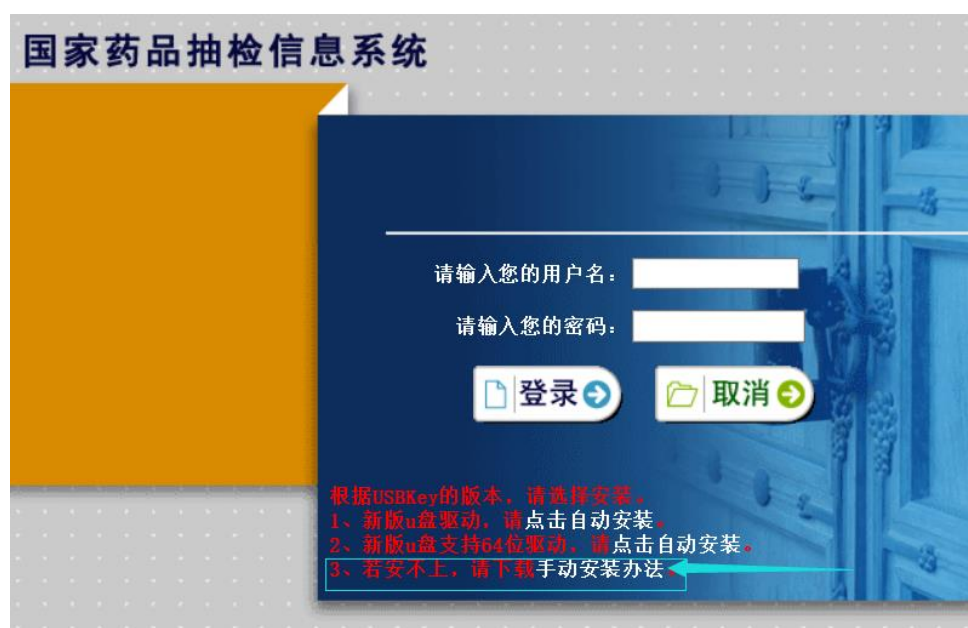 国家药品抽检信息系统
请输入您的用户名：
请输入您的密码：
登录
取消
根据USBKey的版本，请选择安装。
1、新版u盘驱动，请点击自动安装。
2、新版u盘支持64位驱动，请点击自动安装。
3、若安不上，请下载手动安装办法。